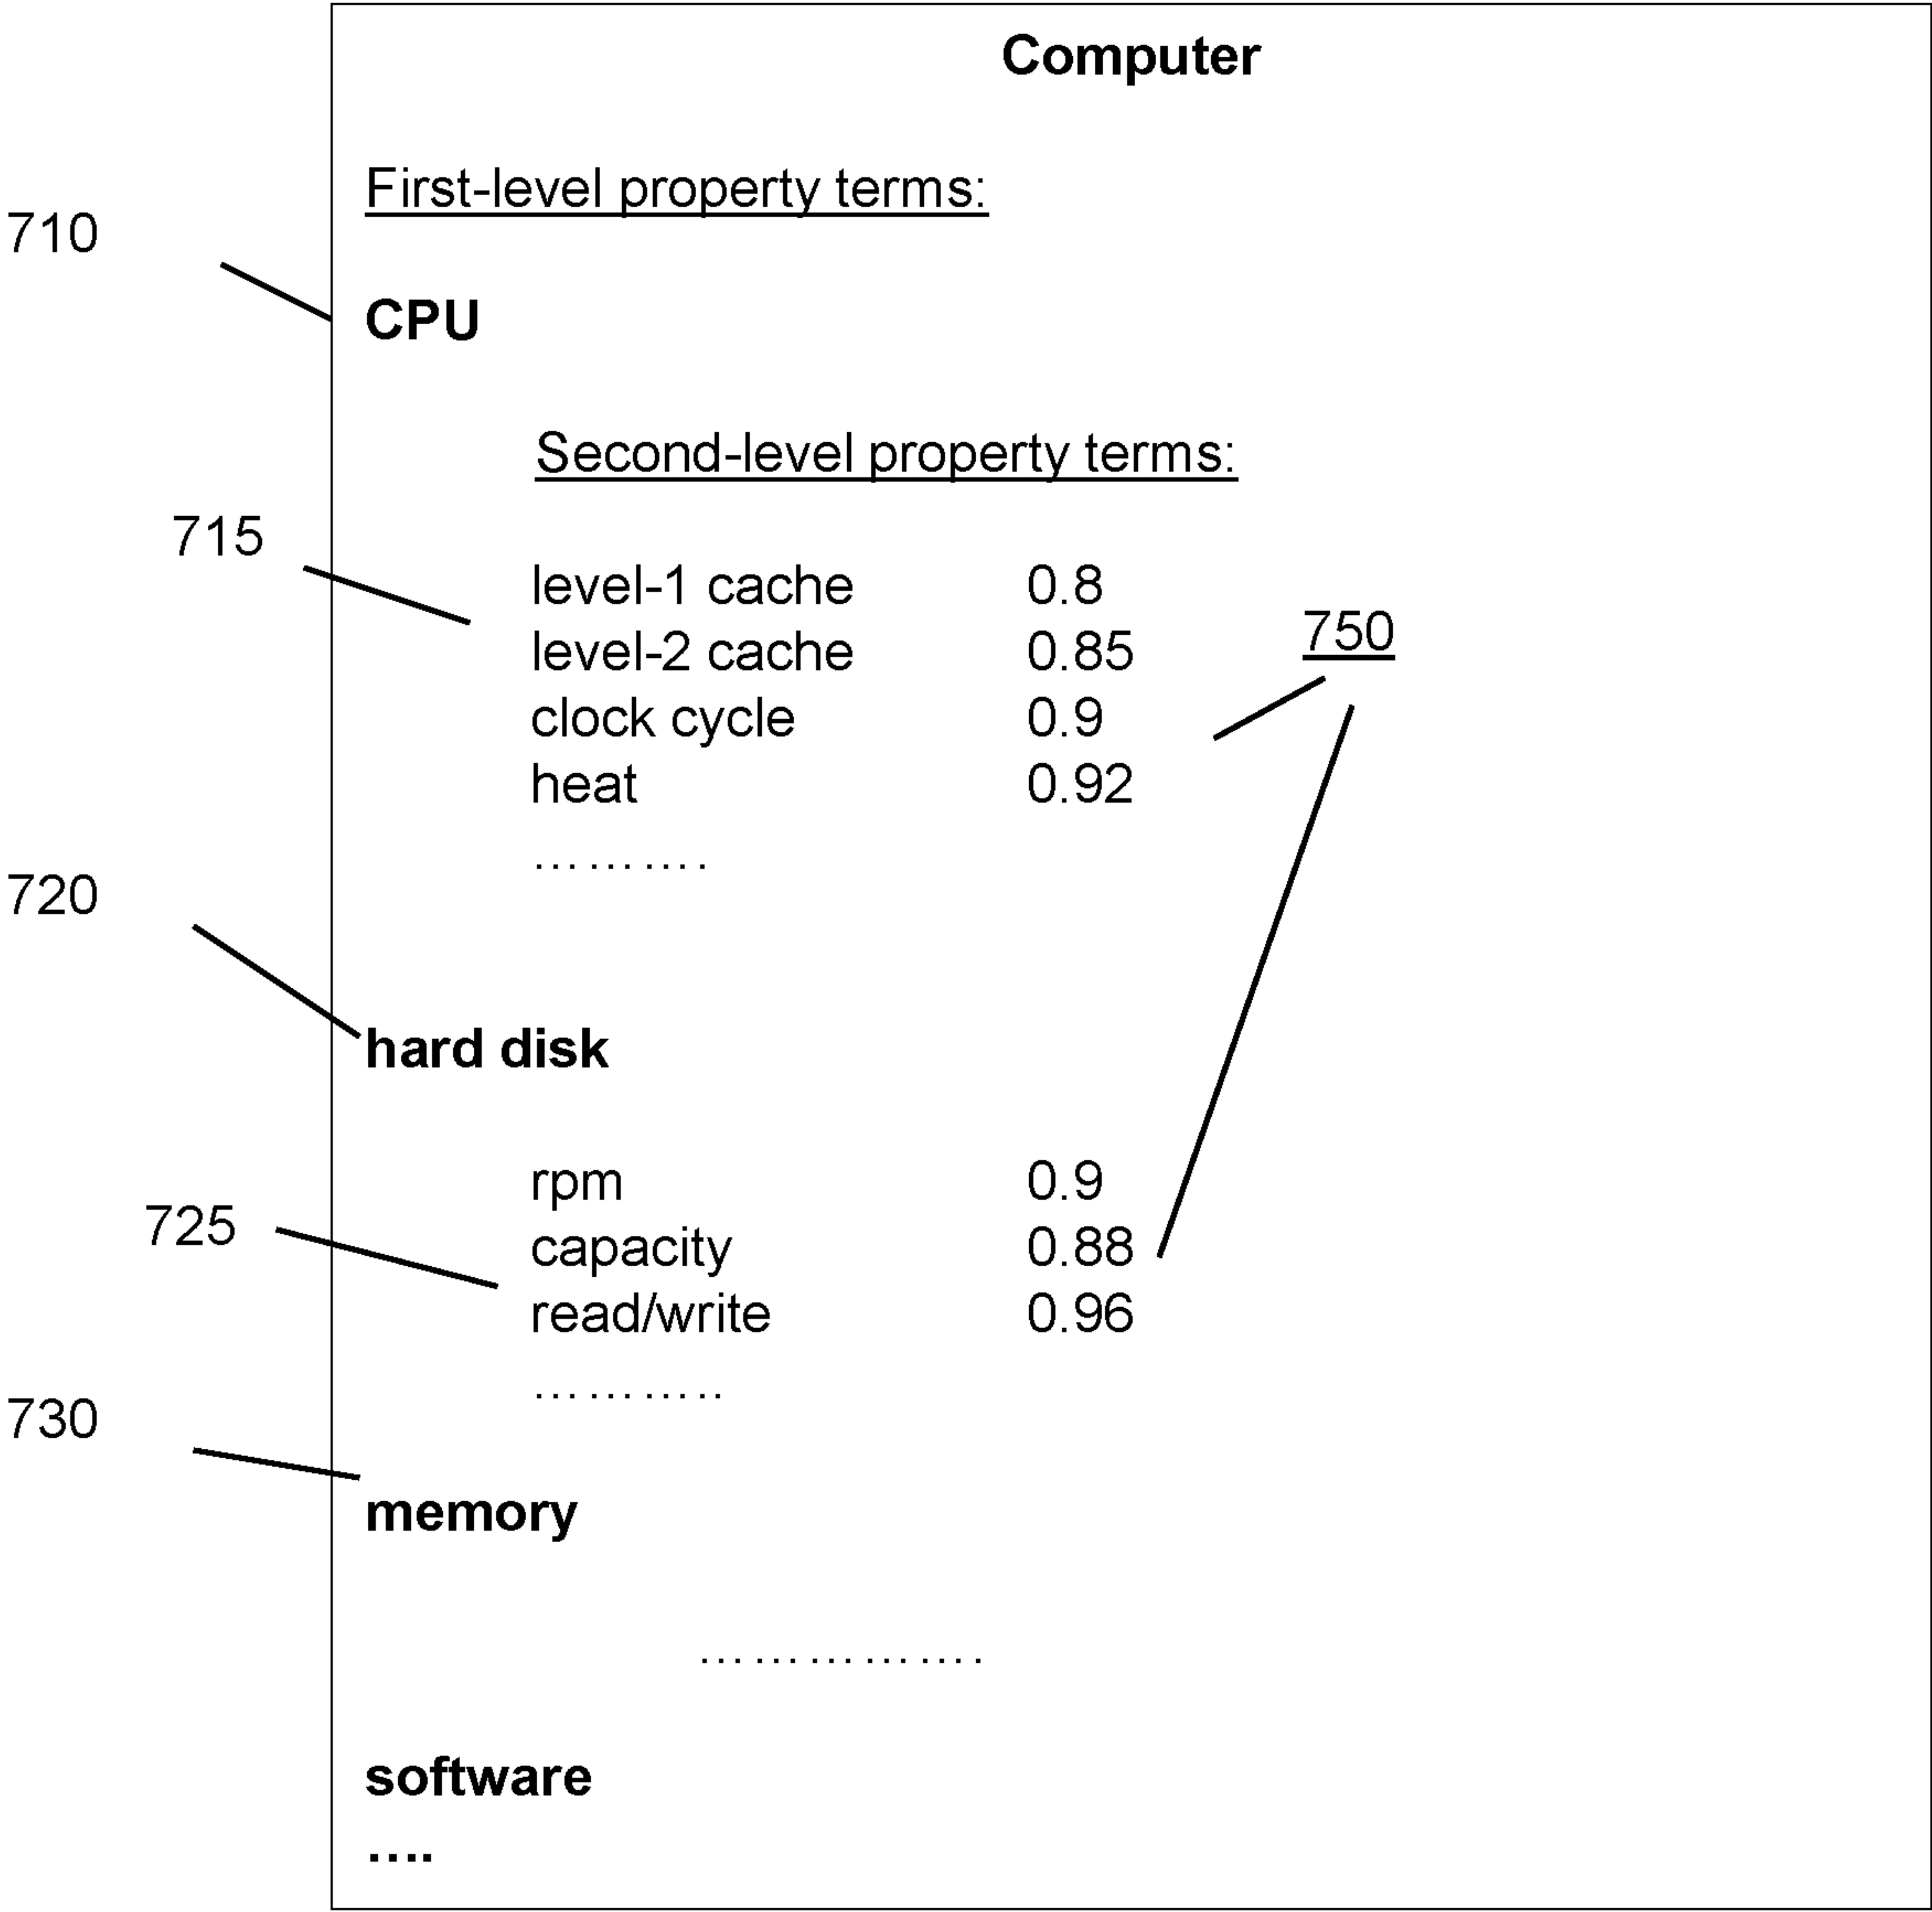 Computer
First-level property terms:
710
CPU
Second-level property terms:
715
level-1 cache 0.8
750
level-2 cache 0.85
clock cycle 0.9
heat 0.92
……….
720
hard disk
rpm 0.9
725
capacity 0.88
read/write 0.96
………..
730
memory
…………….
software
….